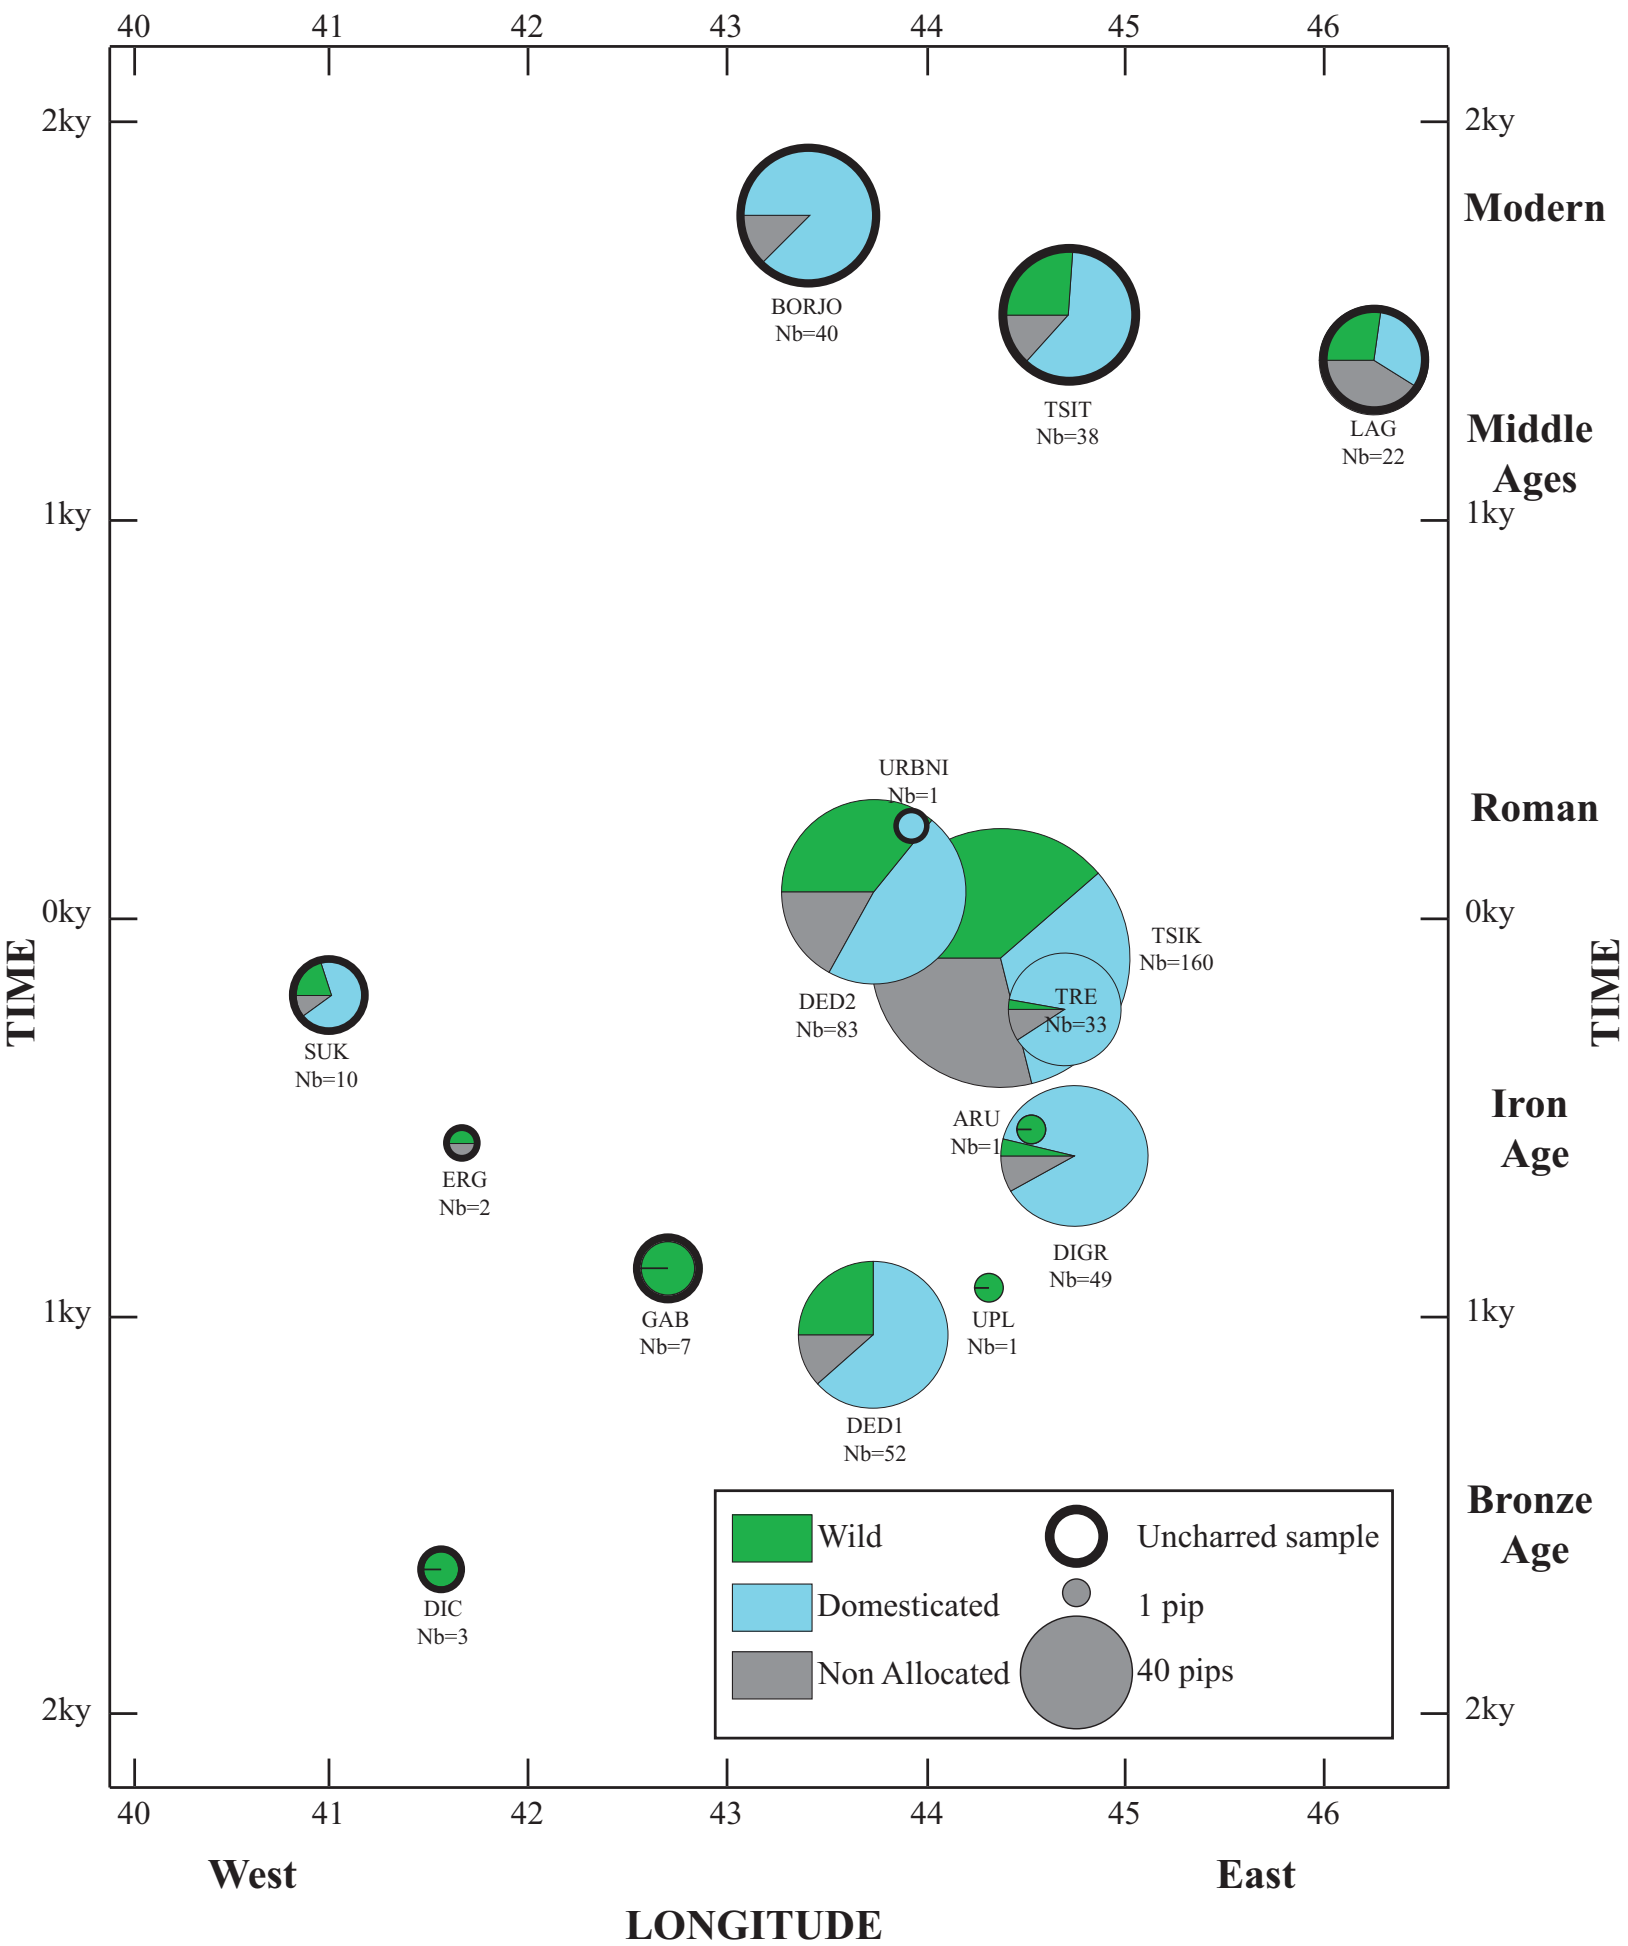 40 41 42 43 44 45 46
2ky 2ky
Modern
BORJO
Nb=40
TSIT
Nb=38
LAG
Nb=22
Middle
Ages
1ky 1ky
URBNI
Nb=1
Roman
0ky 0ky
TSIK
Nb=160
DED2
Nb=83
TRE
Nb=33
TIME TIME
SUK
Nb=10
ARU
Nb=1
Iron
Age
ERG
Nb=2
DIGR
Nb=49
GAB
Nb=7
UPL
Nb=1
1ky 1ky
DED1
Nb=52
Bronze
Age
DIC
Nb=3
Wild
Domesticated
Non Allocated
Uncharred sample
1 pip
40 pips
2ky 2ky
40 41 42 43 44 45 46
West East
LONGITUDE